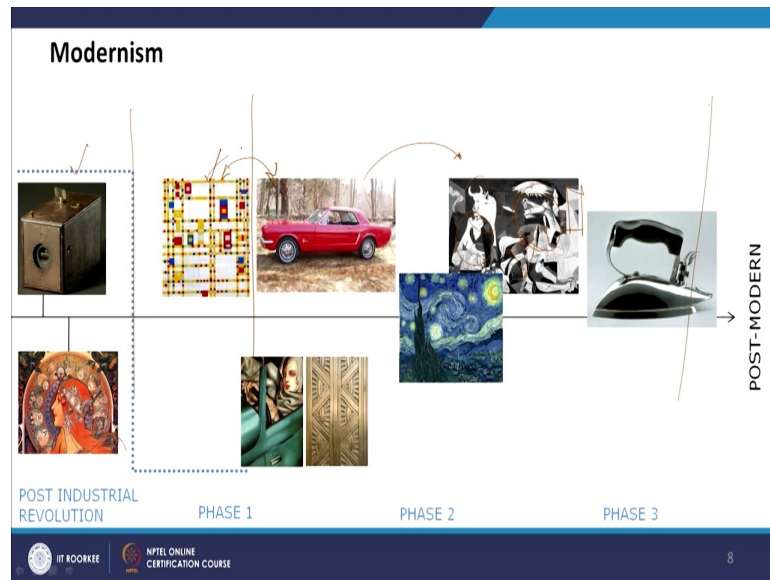 Modernism
POST-MODERN
POST INDUSTRIAL
REVOLUTION
PHASE 1
PHASE 2
PHASE 3
IIT ROORKEE
NPTEL ONLINE
CERTIFICATION COURSE
8